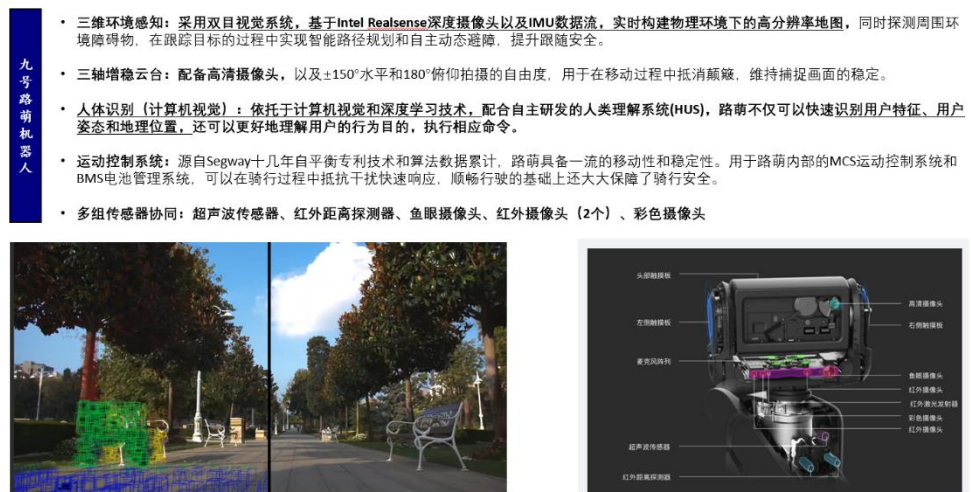 九号路萌机器人
• 三维环境感知：采用双目视觉系统，基于Intel Realsense深度摄像头以及IMU数据流，实时构建物理环境下的高分辨率地图，同时探测周围环
境障碍物，在跟踪目标的过程中实现智能路径规划和自主动态避障，提升跟随安全。
• 三轴增稳云台：配备高清摄像头，以及±150°水平和180°俯仰拍摄的自由度，用于在移动过程中抵消颠簸，维持捕捉画面的稳定。
• 人体识别（计算机视觉）：依托于计算机视觉和深度学习技术，配合自主研发的人类理解系统(HUS)，路萌不仅可以快速识别用户特征、用户
姿态和地理位置，还可以更好地理解用户的行为目的，执行相应命令。
• 运动控制系统：源自Segway十几年自平衡专利技术和算法数据累计，路萌具备一流的移动性和稳定性。用于路萌内部的MCS运动控制系统和
BMS电池管理系统，可以在骑行过程中抵抗干扰快速响应，顺畅行驶的基础上还大大保障了骑行安全。
• 多组传感器协同：超声波传感器、红外距离探测器、鱼眼摄像头、红外摄像头（2个）、彩色摄像头
头部触摸板
高清摄像头
左侧触摸板
右侧触摸板
麦克风阵列
鱼眼摄像头
红外摄像头
红外激光发射器
彩色摄像头
红外摄像头
超声波传感器
红外距离探测器